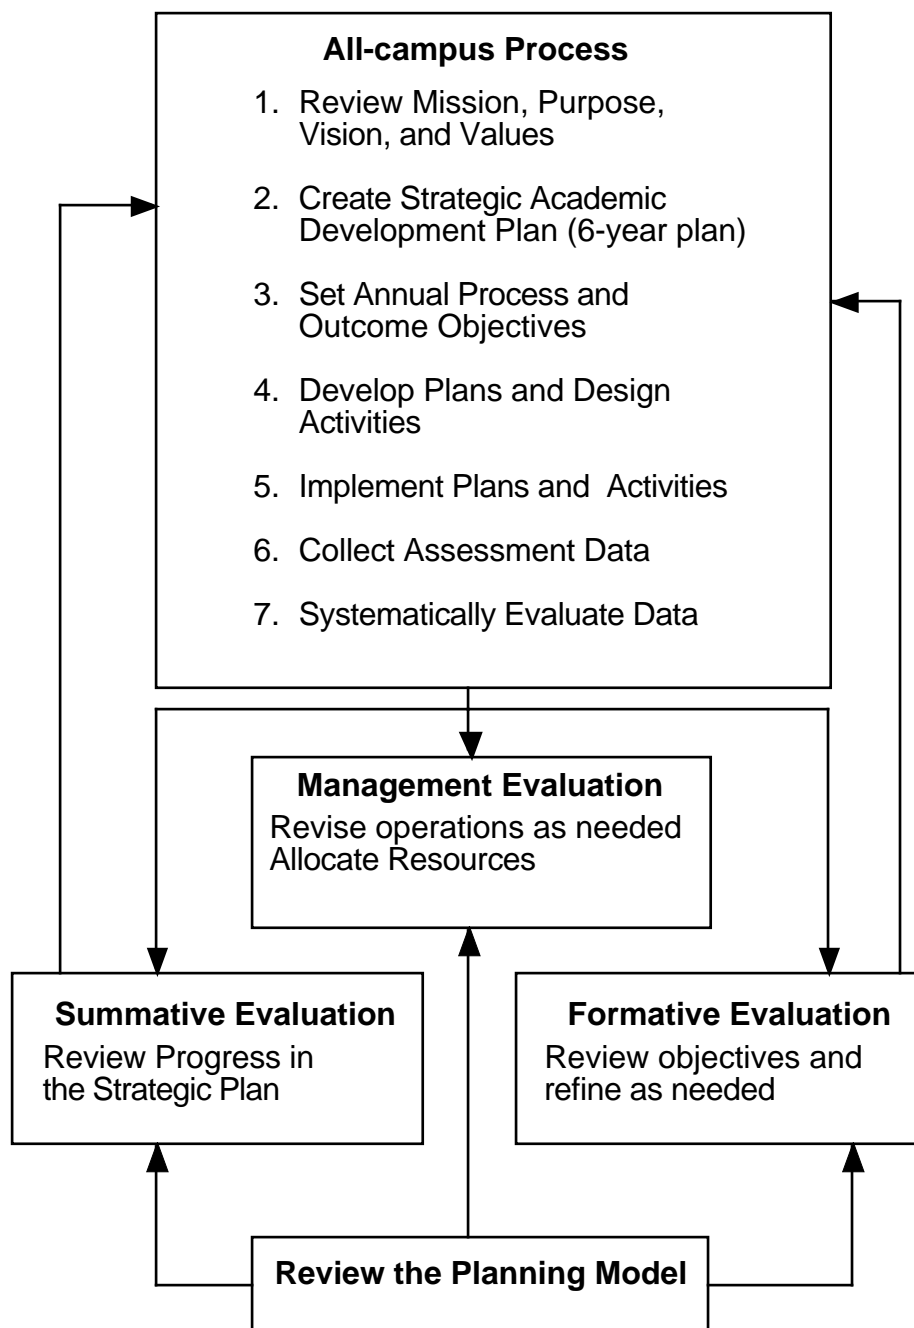 All-campus Process
1. Review Mission, Purpose,
Vision, and Values
2. Create Strategic Academic
Development Plan (6-year plan)
3. Set Annual Process and
Outcome Objectives
4. Develop Plans and Design
Activities
5. Implement Plans and Activities
6. Collect Assessment Data
7. Systematically Evaluate Data
Management Evaluation
Revise operations as needed
Allocate Resources
Summative Evaluation
Review Progress in
the Strategic Plan
Formative Evaluation
Review objectives and
refine as needed
Review the Planning Model